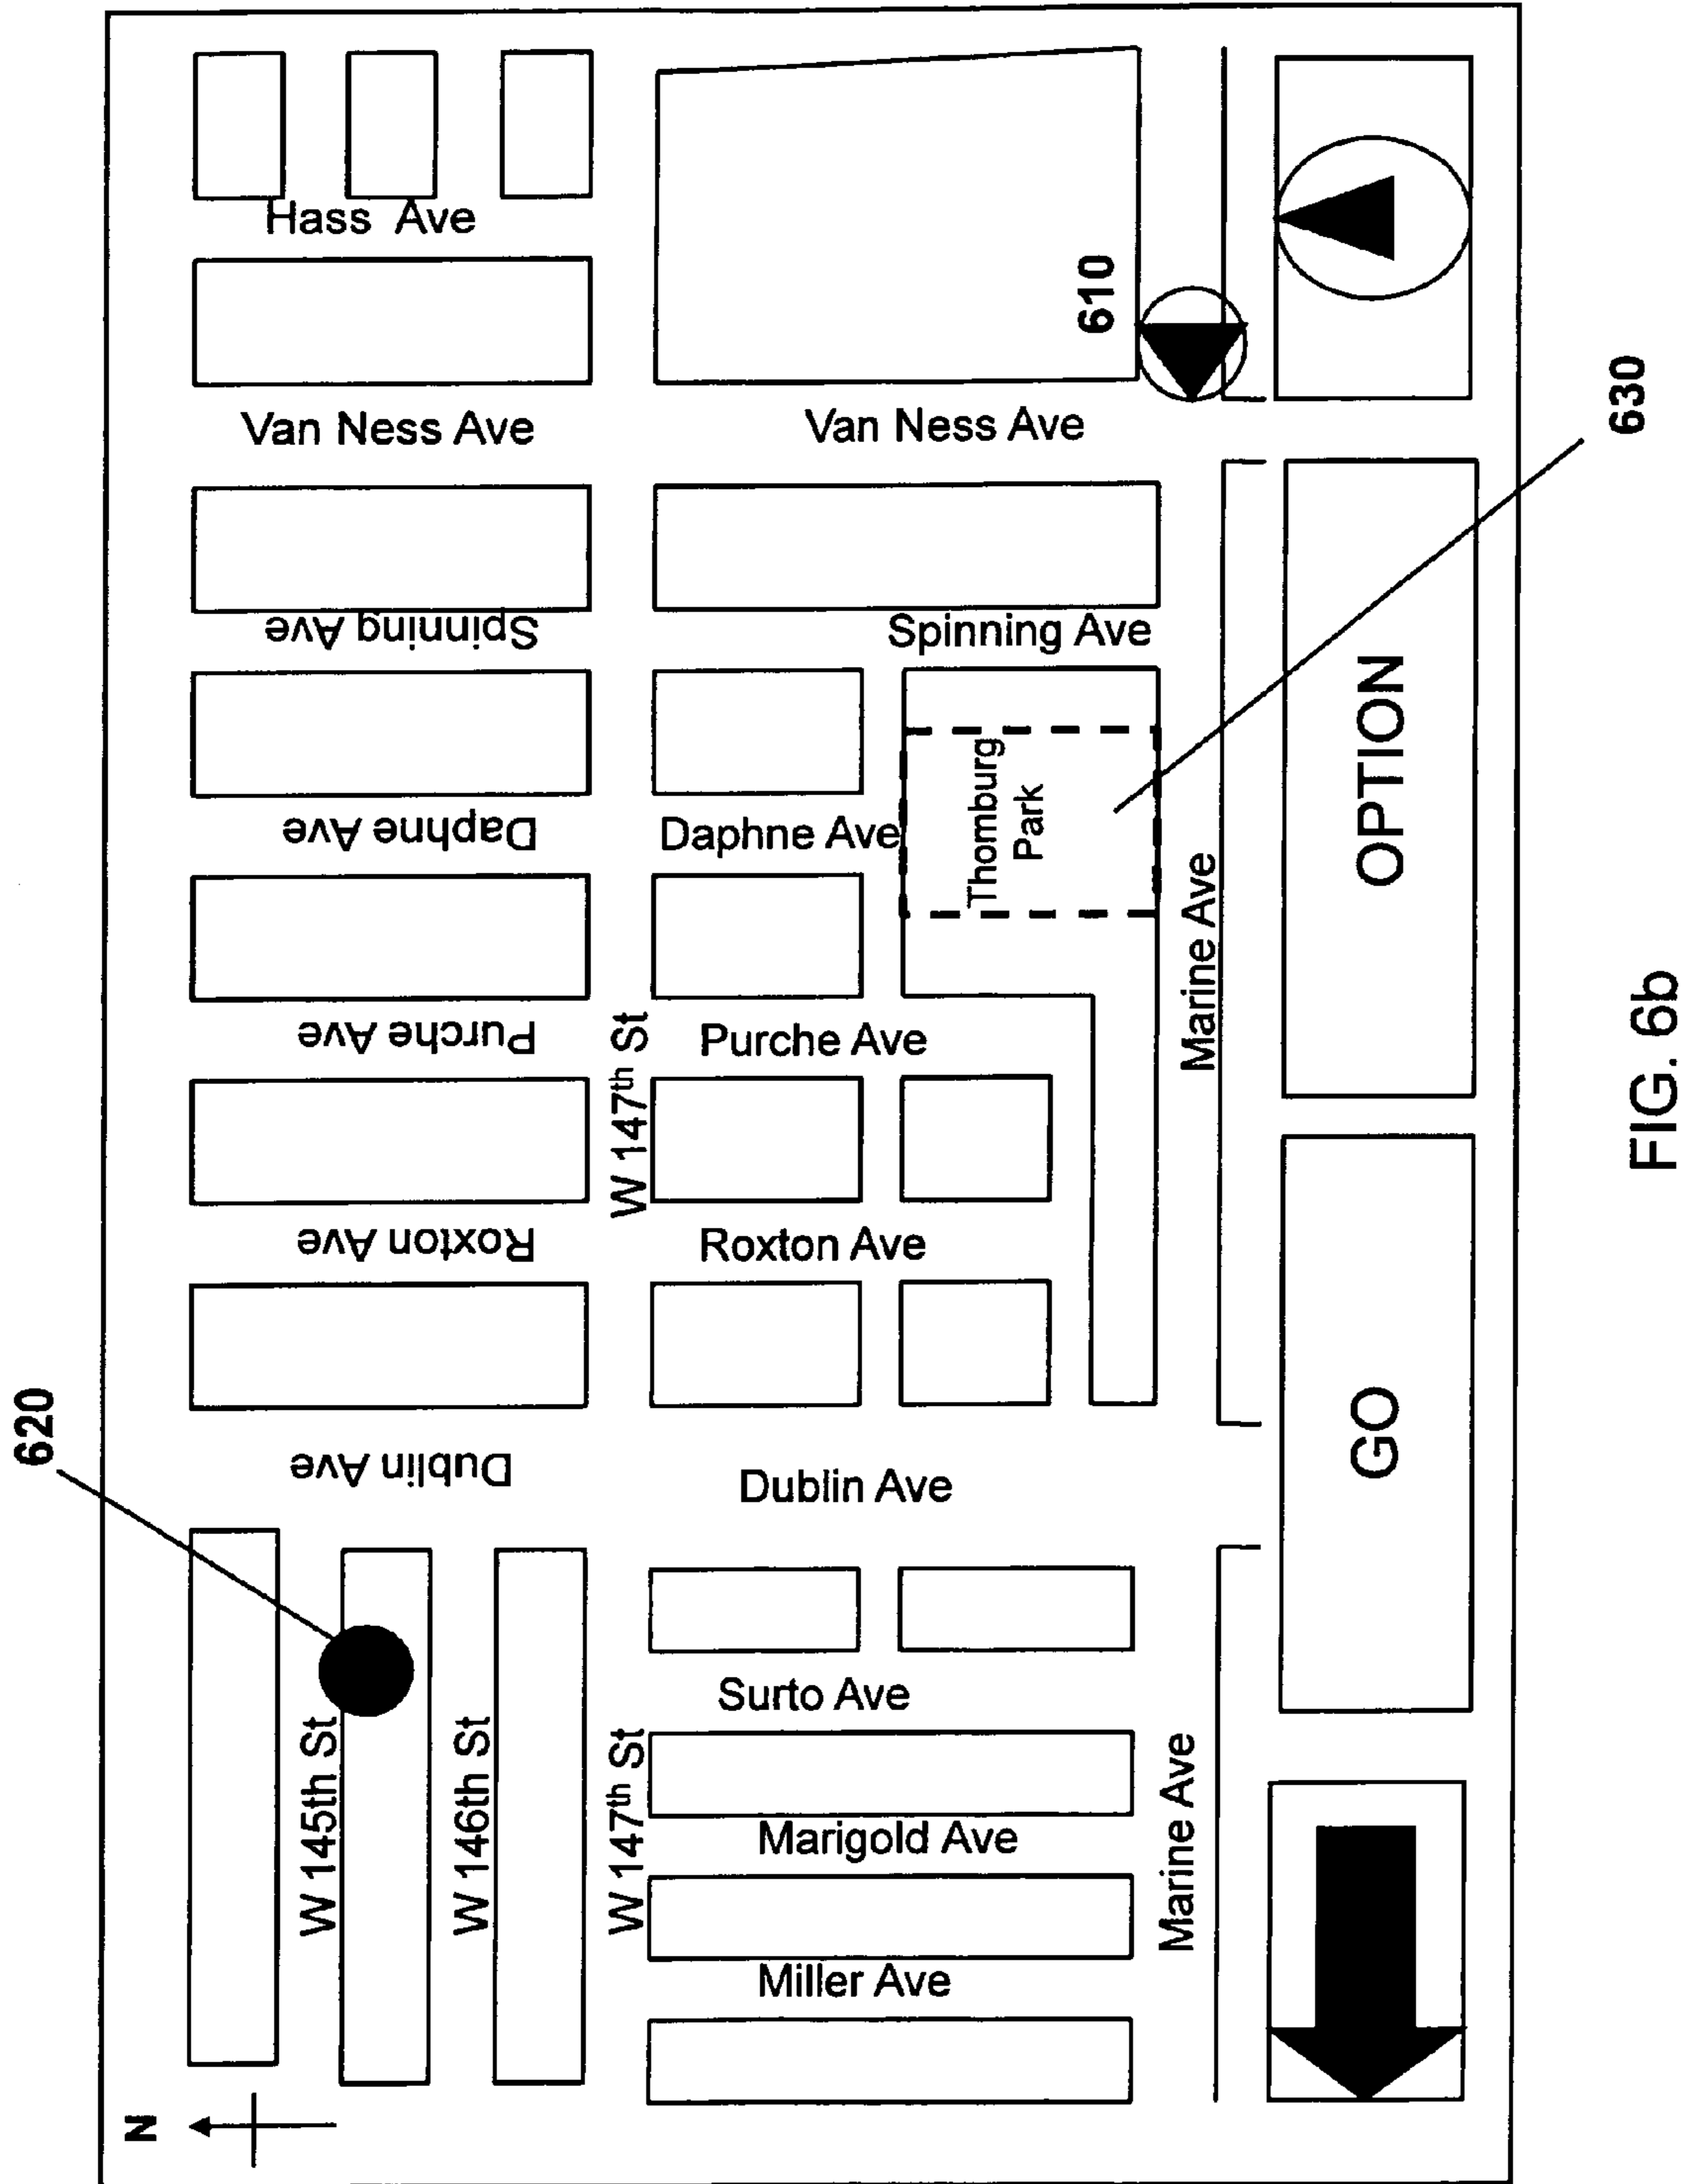 620
N
W 145th St
W 146th St
Dublin Ave
Roxton Ave
Purche Ave
Daphne Ave
Spinning Ave
Van Ness Ave
Hass Ave
W 147th St
W 147th St
Miller Ave
Marigold Ave
Surto Ave
Dublin Ave
Roxton Ave
Purche Ave
Daphne Ave
Spinning Ave
Van Ness Ave
Thomburg
Park
610
Marine Ave
Marine Ave
GO
OPTION
630
FIG. 6b